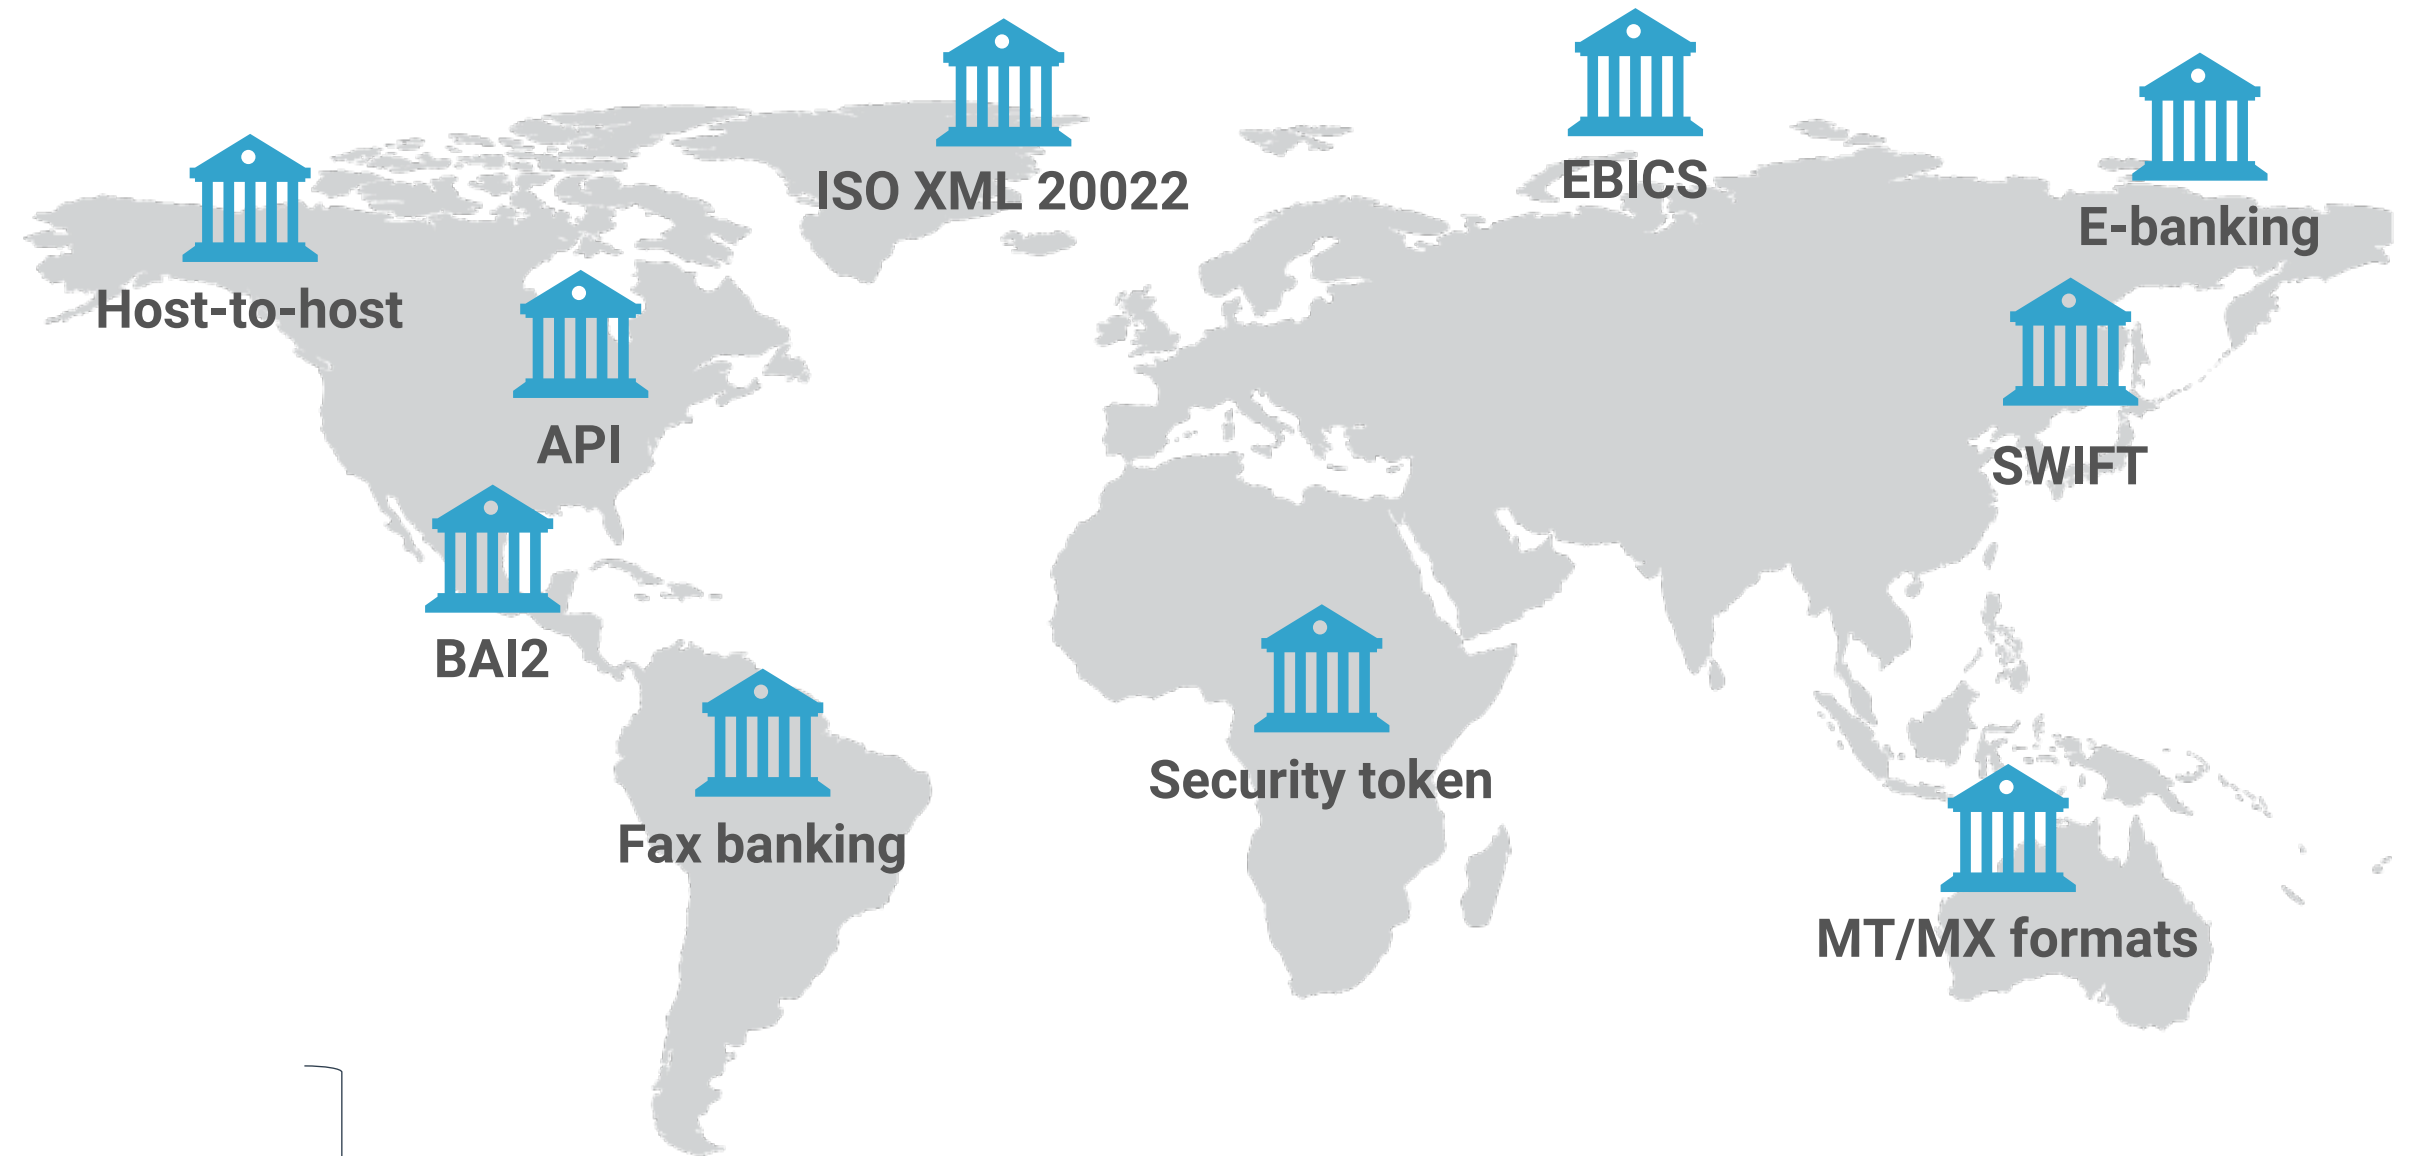 ISO XML 20022
EBICS
E-banking
Host-to-host
API
SWIFT
BAI2
Security token
Fax banking
MT/MX formats